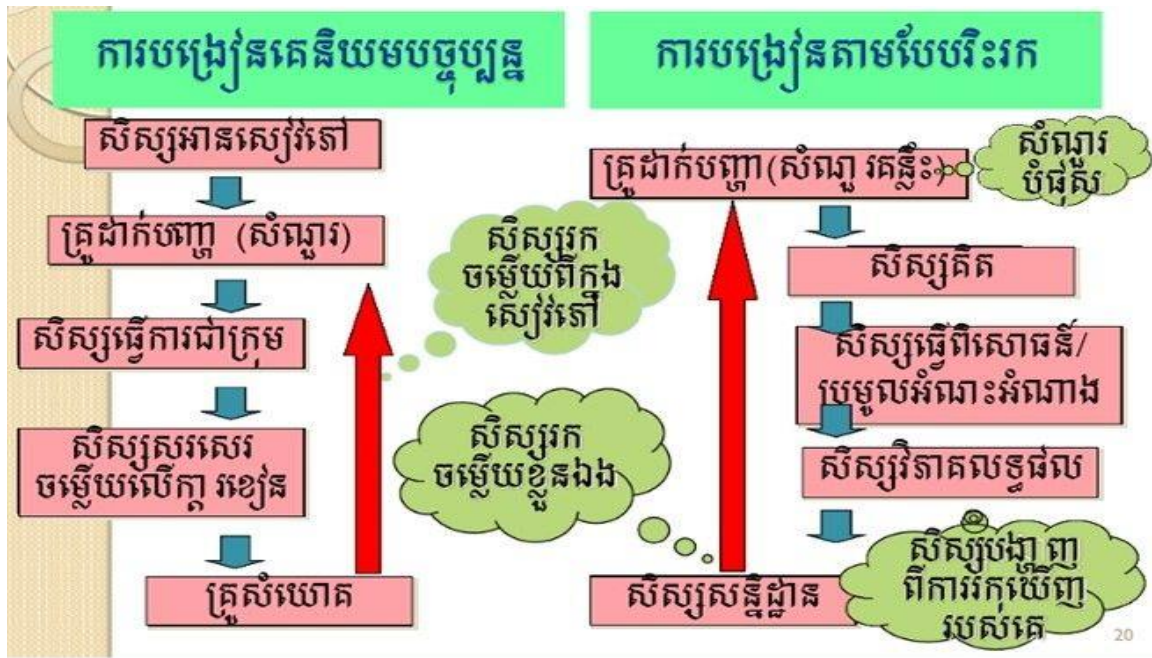 ការបង្រៀនគេនិយមបច្ចុប្បន្ន
សិស្សអានសៀវភៅ
គ្រូដាក់បញ្ហា (សំណួរ)
សិស្សធ្វើការជាក្រុម
សិស្សសរសេរ
ចម្លើយលើក្តា រខៀន
គ្រូសំយោគ
សិស្សរក
ចម្លើយពីក្នុង
សៀវភៅ
សិស្សរក
ចម្លើយខ្លួនឯង
ការបង្រៀនតាមបែបរិះរក
គ្រូដាក់បញ្ហា(សំណួ រគន្លឹះ)
សំណួរ
បំផុស
សិស្សគិត
សិស្សធ្វើពិសោធន៍/
ប្រមូលអំណះអំណាង
សិស្សវិភាគលទ្ធផល
សិស្សសន្និដ្ឋាន
សិស្សបង្ហា ញ
ពីការរកឃើញ
របស់គេ
20